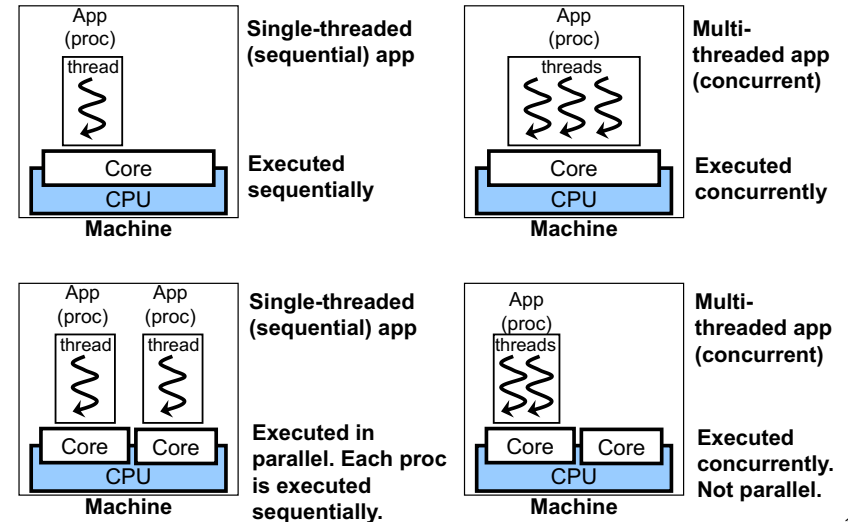 App
(proc)
thread
Core
CPU
Machine
Single-threaded
(sequential) app
Executed
sequentially
App
(proc)
threads
Core
CPU
Machine
Multi-
threaded app
(concurrent)
Executed
concurrently
App
(proc)
thread
App
(proc)
thread
Core
Core
CPU
Machine
Single-threaded
(sequential) app
Executed in
parallel. Each proc
is executed
sequentially.
App
(proc)
threads
Core
Core
CPU
Machine
Multi-
threaded app
(concurrent)
Executed
concurrently.
Not parallel.